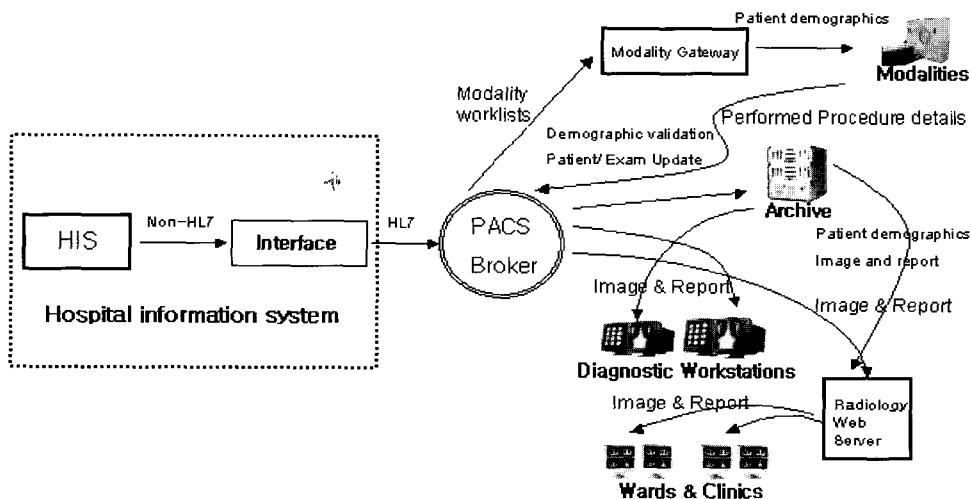 Patient demographics
Modality Gateway
Modalities
Modality
worklists
Performed Procedure details
Demographic validation
Patient/ Exam Update
Archive
HIS
Non-HL7
Interface
HL7
PACS
Broker
Hospital information system
Patient demographics
Image and report
Image & Report
Image & Report
Diagnostic Workstations
Image & Report
Radiology
Web
Server
Wards & Clinics